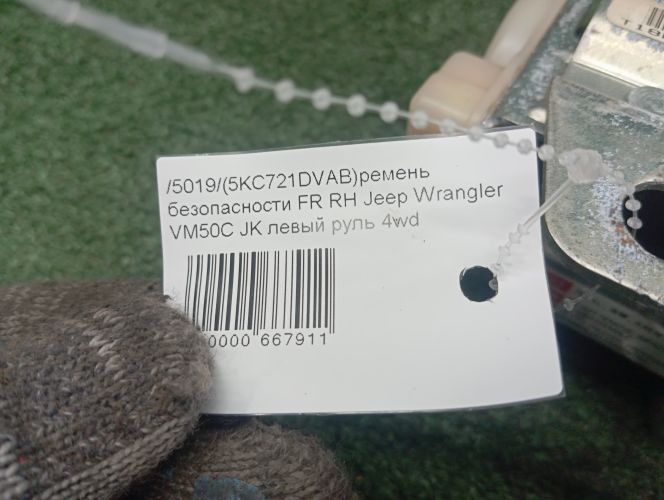 /5019/(5KC721DVAB)ремень
безопасности FR RH Jeep Wrangler
VM50C JK левый руль 4wd
0000 667911